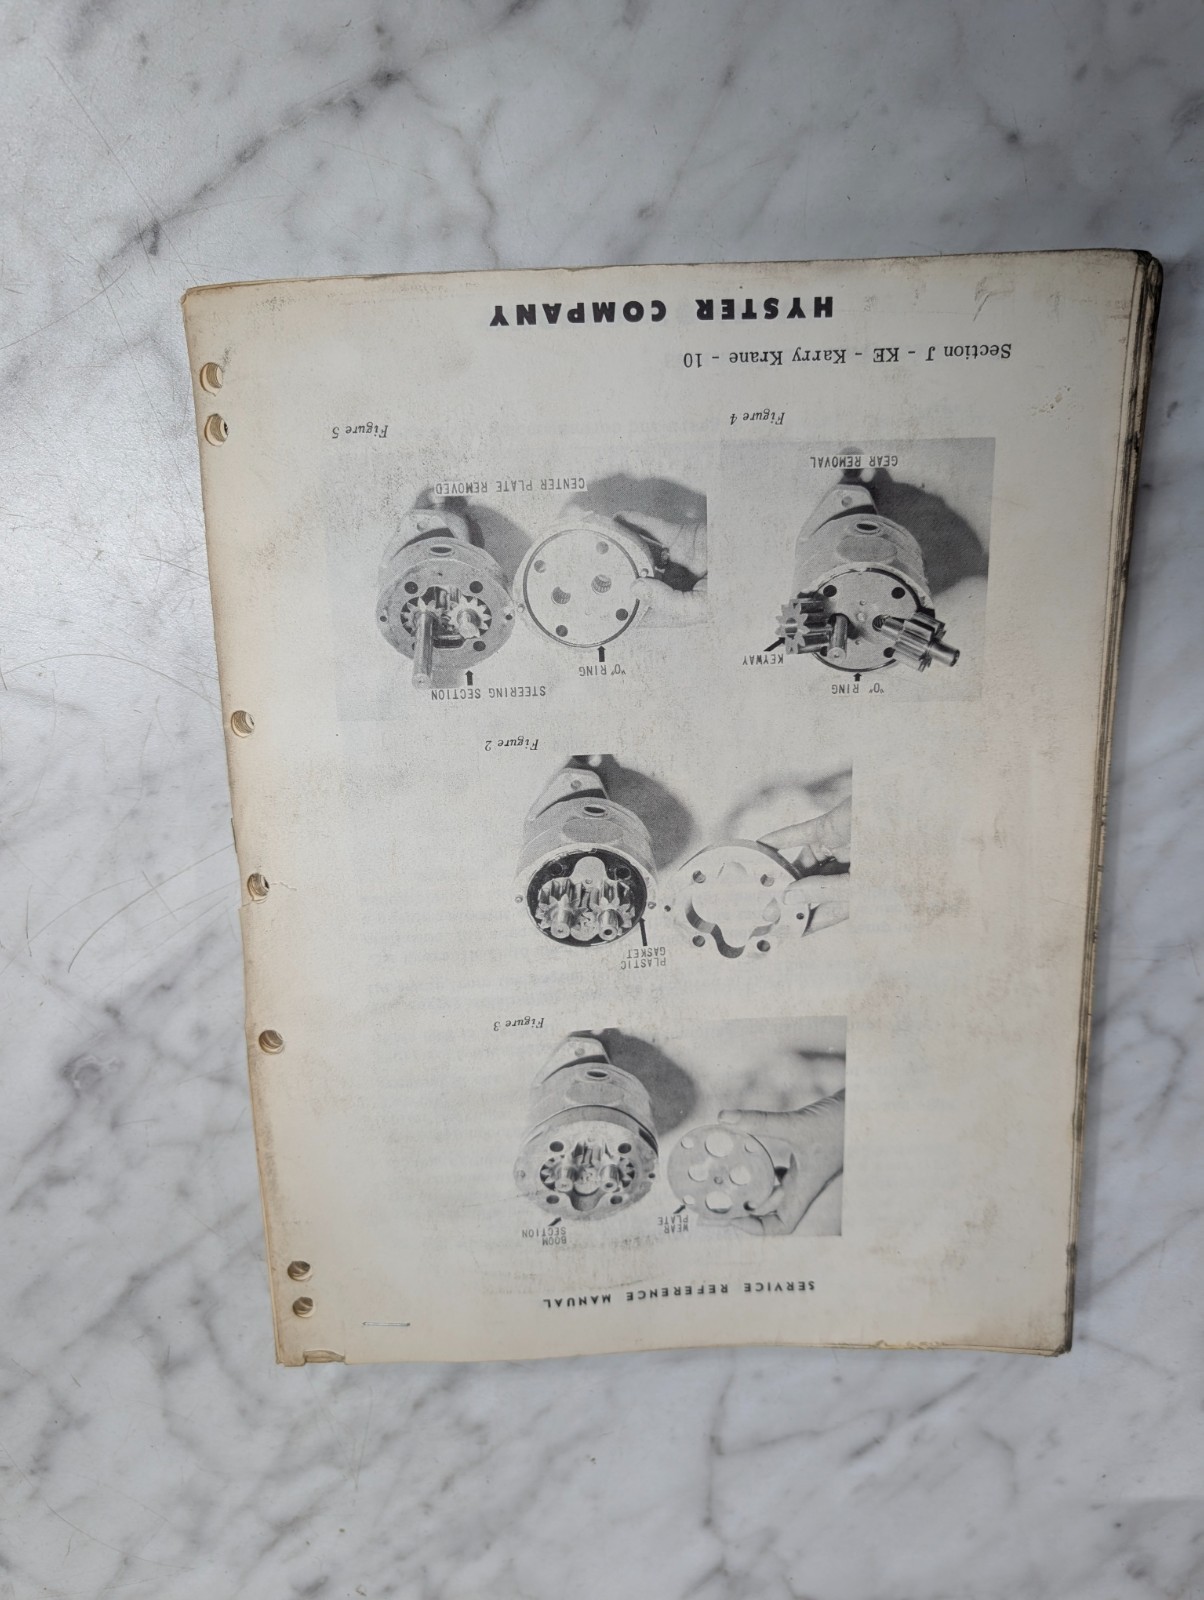 SERVICE REFERENCE MANUAL
BOOM
SECTION
WEAR
PLATE
Figure 3
PLASTIC
GASKET
Figure 2
"O" RING
KEYWAY
GEAR REMOVAL
Figure 4
STEERING SECTION
"O" RING
CENTER PLATE REMOVED
Figure 5
Section J - KE - Karry Krane - 10
HYSTER COMPANY